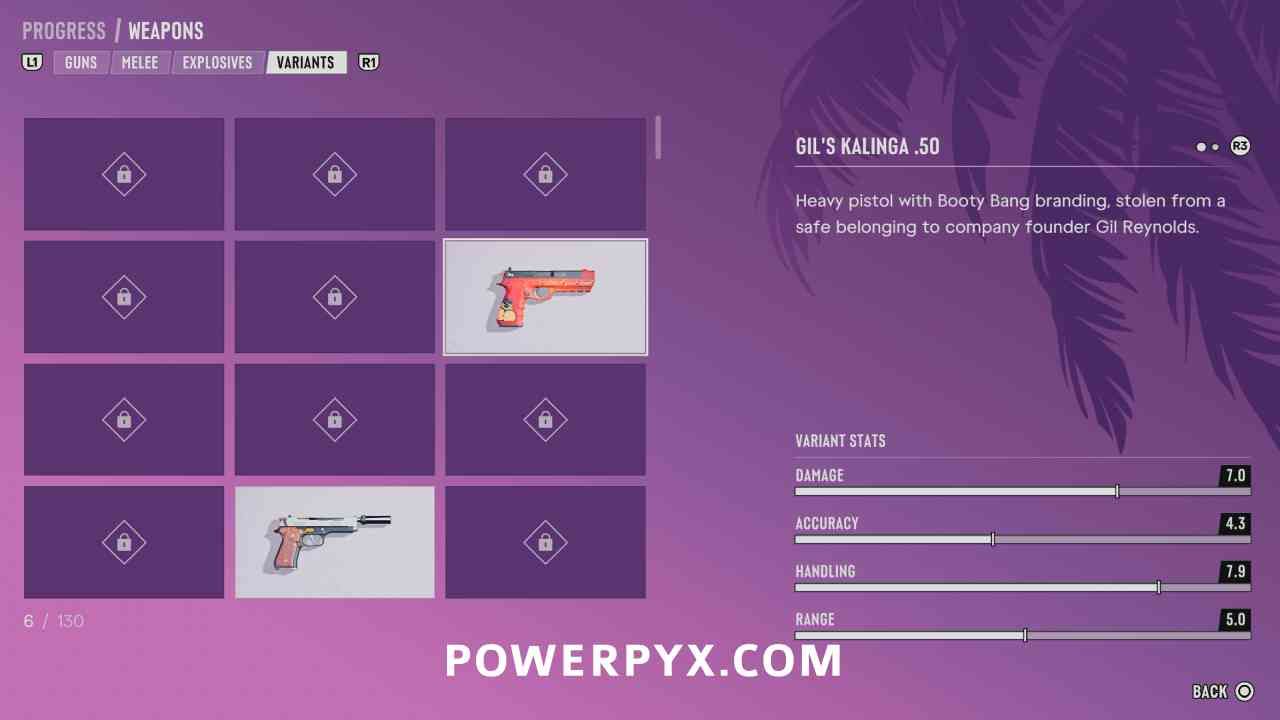 PROGRESS / WEAPONS
L1 GUNS MELEE EXPLOSIVES VARIANTS R1
GIL'S KALINGA .50 R3
Heavy pistol with Booty Bang branding, stolen from a
safe belonging to company founder Gil Reynolds.
VARIANT STATS
DAMAGE 7.0
ACCURACY 4.3
HANDLING 7.9
RANGE 5.0
6 / 130
POWERPYX.COM
BACK